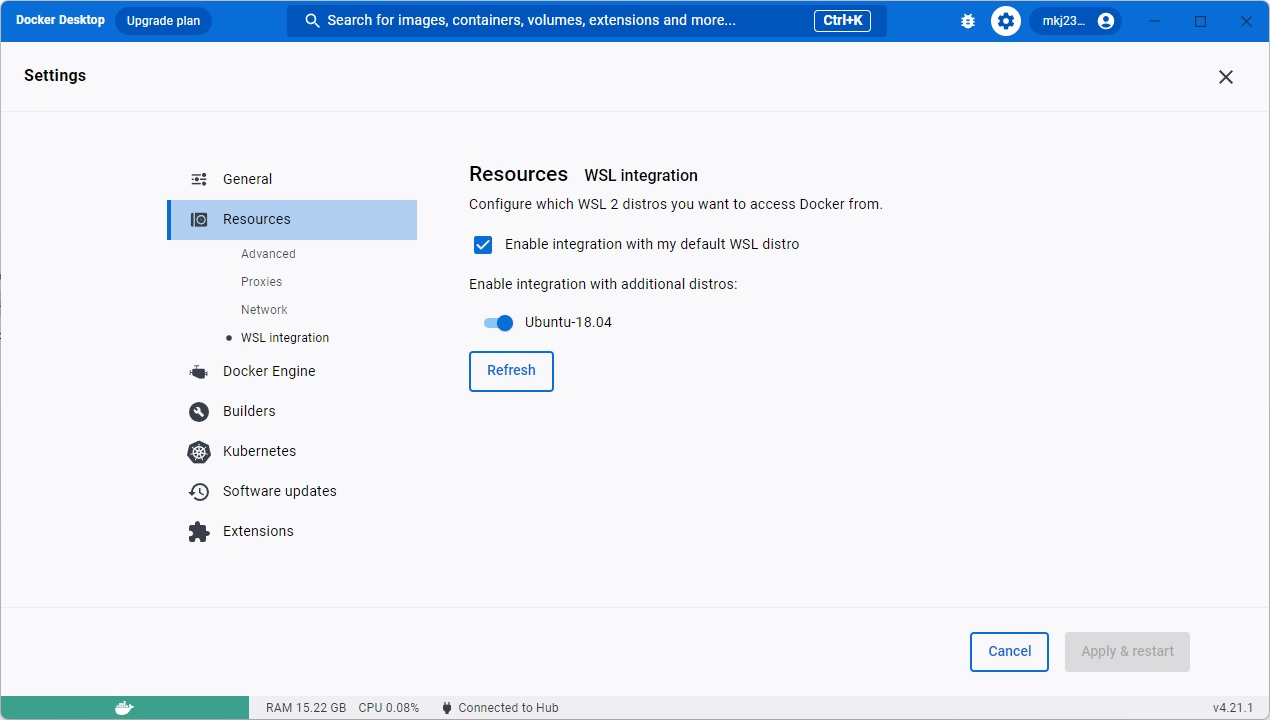 Docker Desktop Upgrade plan Search for images, containers, volumes, extensions and more... Ctrl+K mkj23...
Settings
General
Resources
Advanced
Proxies
Network
WSL integration
Docker Engine
Builders
Kubernetes
Software updates
Extensions
Resources WSL integration
Configure which WSL 2 distros you want to access Docker from.
Enable integration with my default WSL distro
Enable integration with additional distros:
Ubuntu-18.04
Refresh
Cancel Apply & restart
RAM 15.22 GB CPU 0.08% Connected to Hub v4.21.1